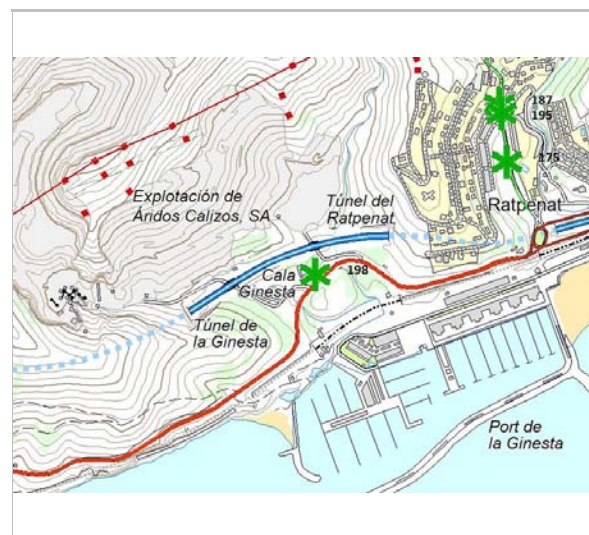 187
195
175
Explotación de
Áridos Calizos, SA
Túnel del
Ratpenat
Ratpenat
Cala
Ginesta
198
Túnel de
la Ginesta
Port de
la Ginesta